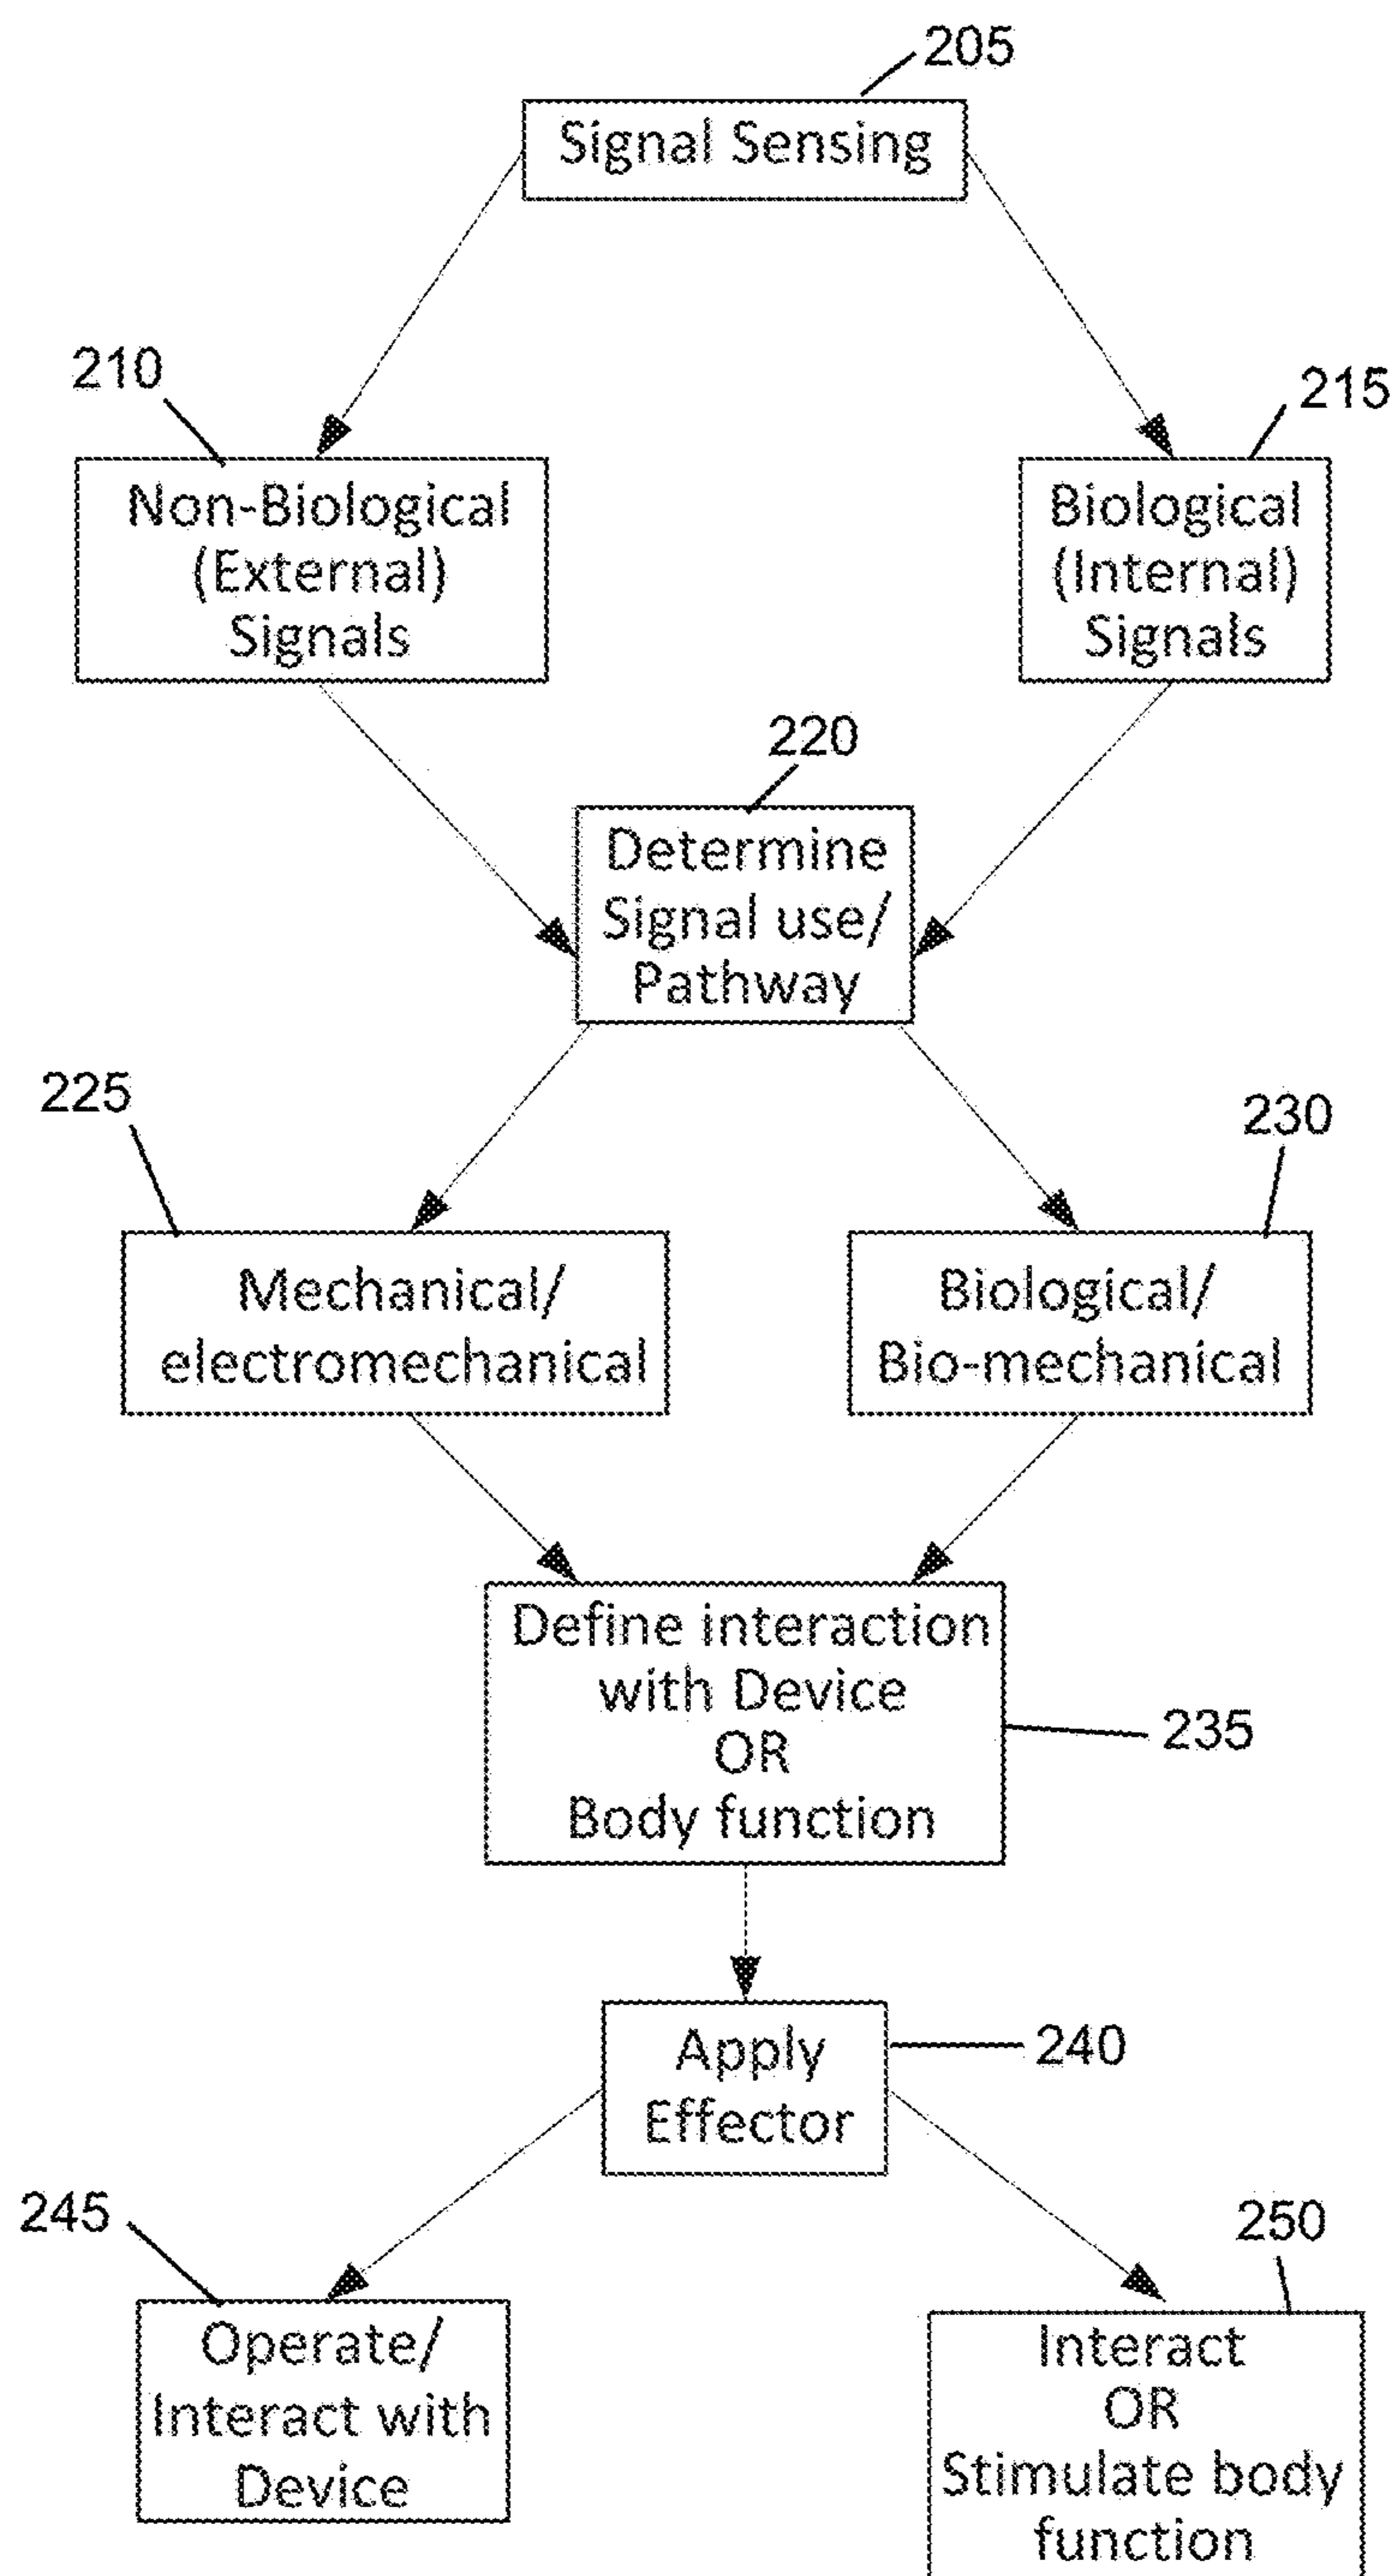 205
Signal Sensing
210
215
Non-Biological
(External)
Signals
Biological
(Internal)
Signals
220
Determine
Signal use/
Pathway
225
230
Mechanical/
electromechanical
Biological/
Bio-mechanical
Define interaction
with Device
OR
Body function
235
Apply
Effector
240
245
250
Operate/
Interact with
Device
Interact
OR
Stimulate body
function